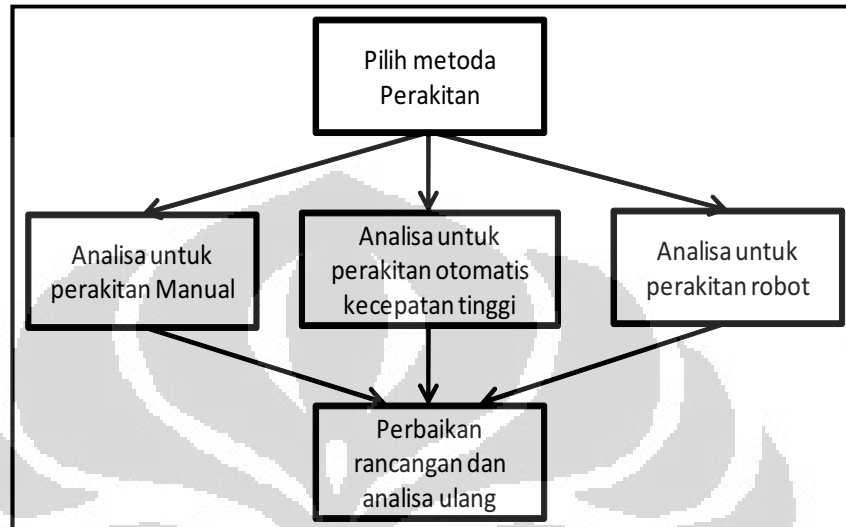 Pilih metoda
Perakitan
Analisa untuk
perakitan Manual
Analisa untuk
perakitan otomatis
kecepatan tinggi
Analisa untuk
perakitan robot
Perbaikan
rancangan dan
analisa ulang